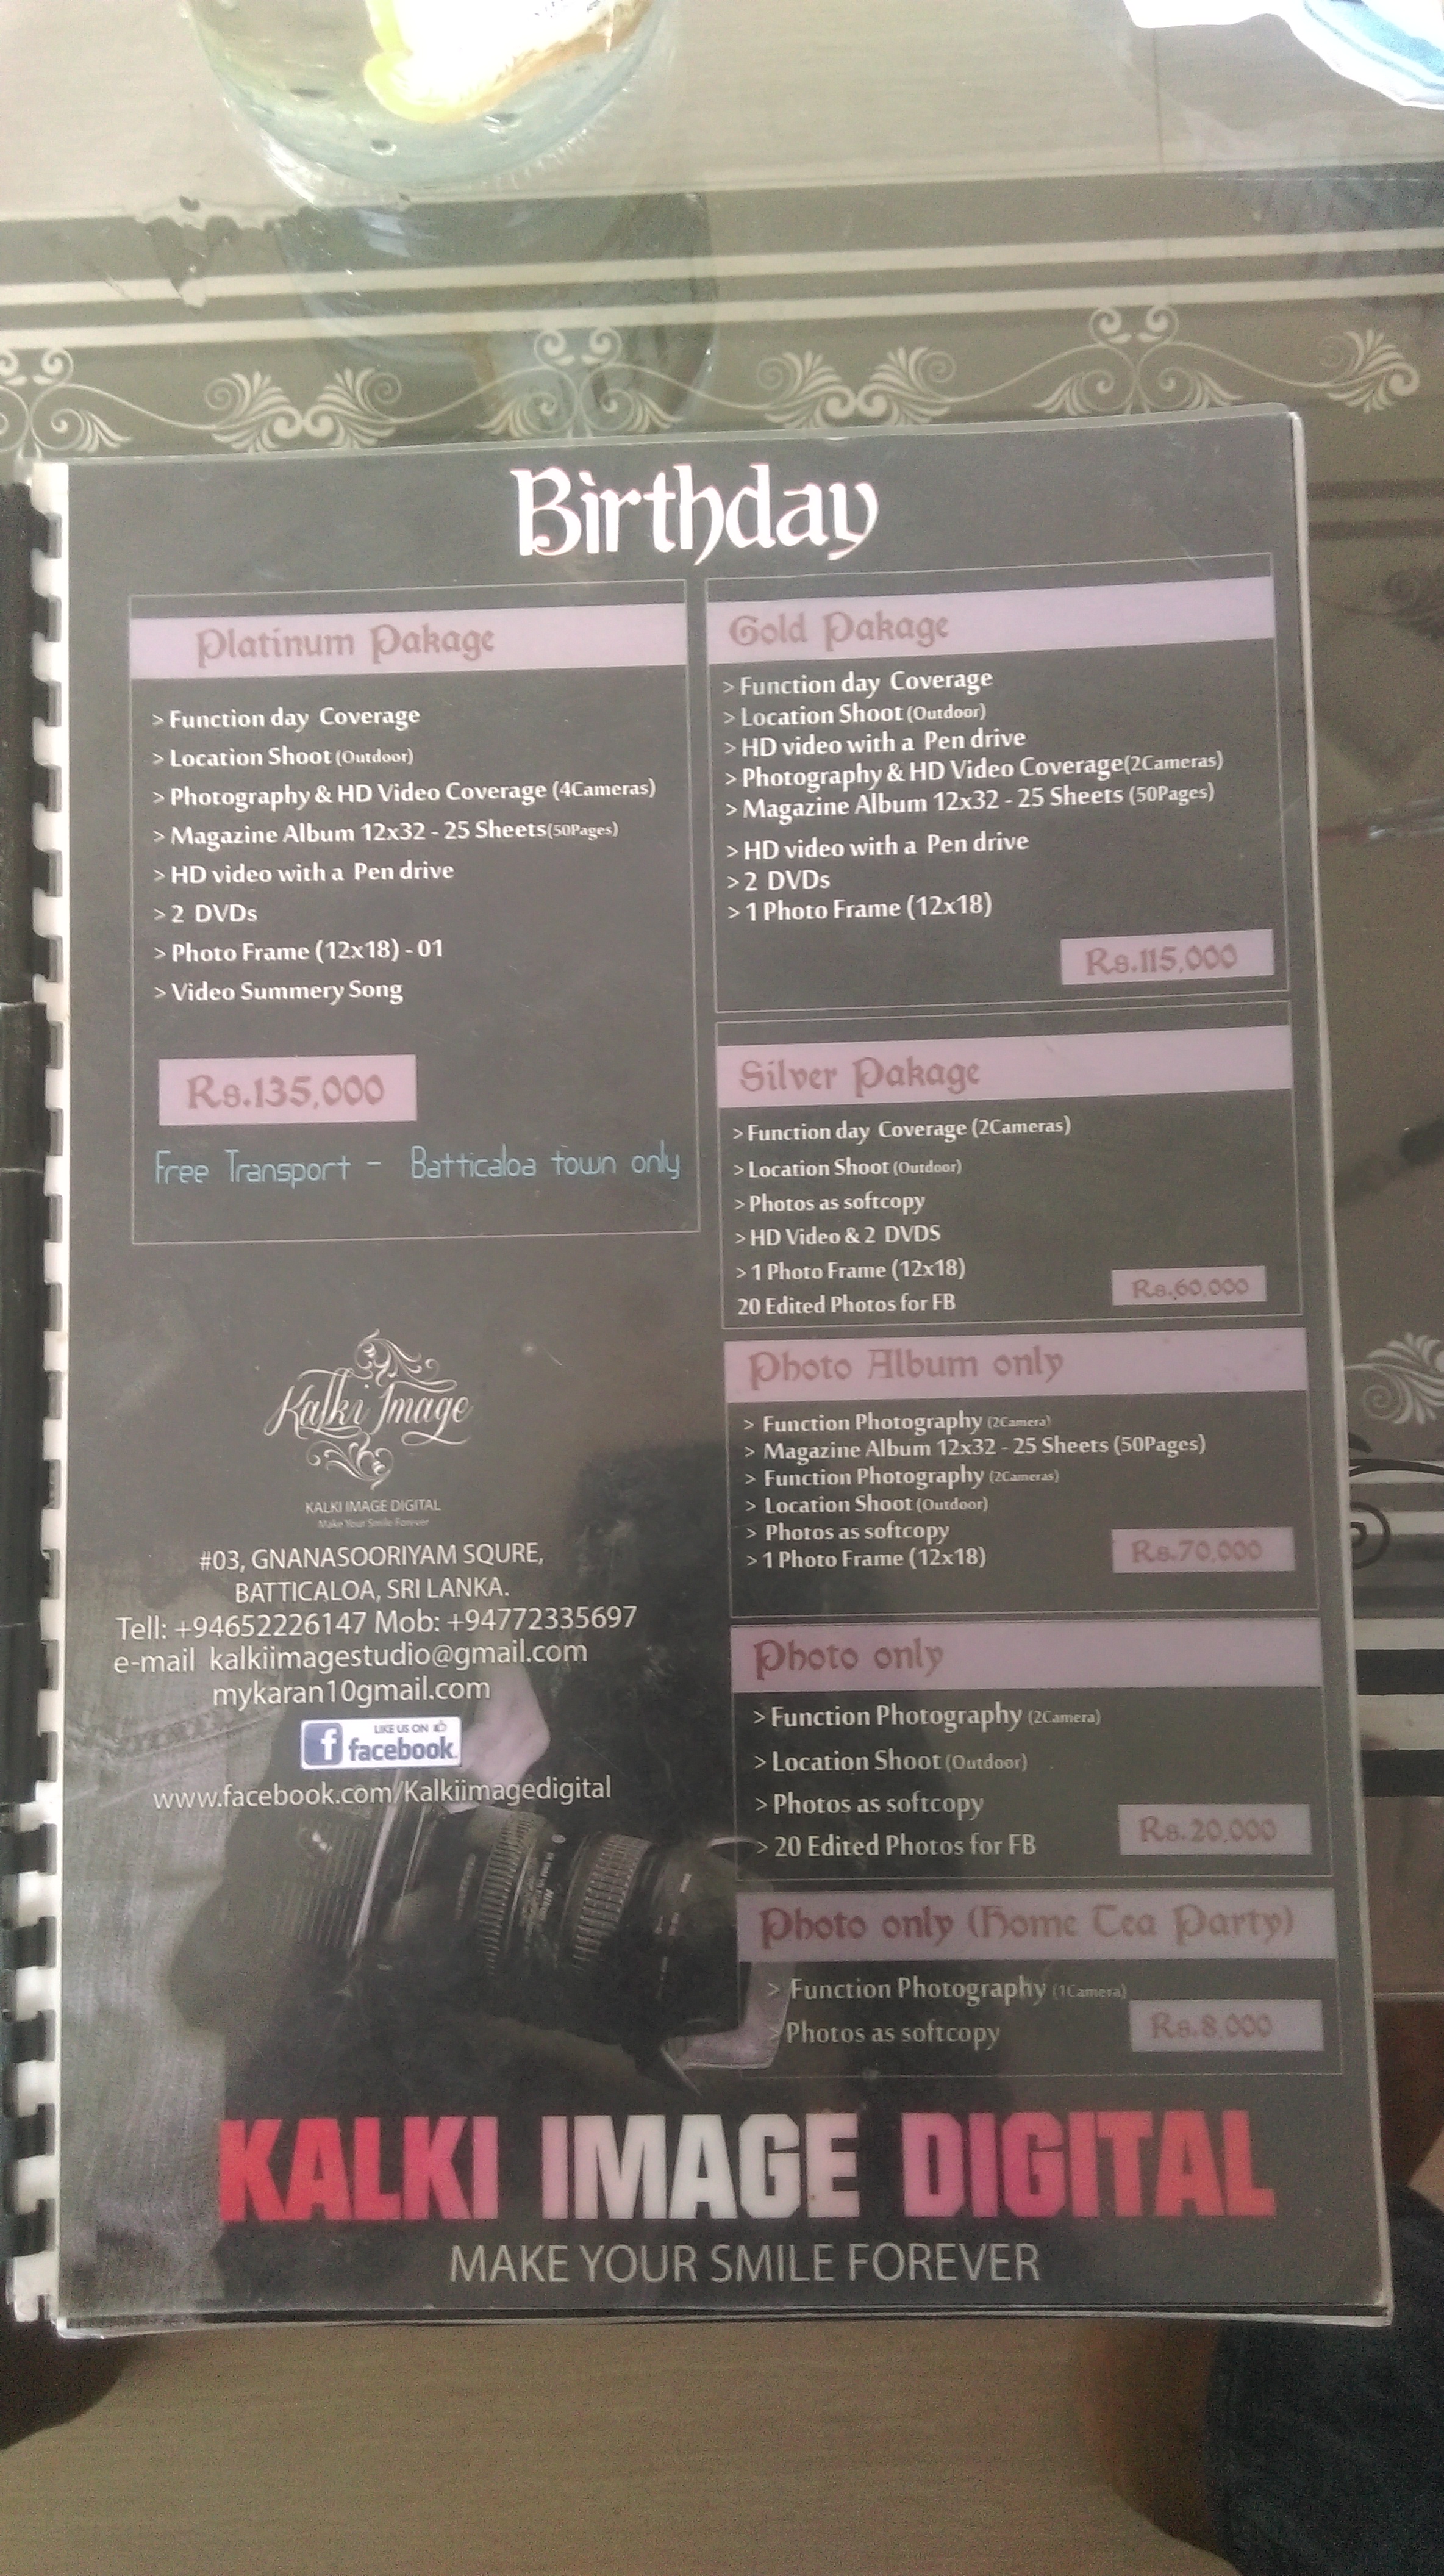 Birthday
Platinum Pakage
> Function day Coverage
> Location Shoot (Outdoor)
> Photography & HD Video Coverage (4Cameras)
> Magazine Album 12x32 - 25 Sheets(50Pages)
> HD video with a Pen drive
> 2 DVDs
> Photo Frame (12x18) - 01
> Video Summery Song
Rs.135,000
Free Transport - Batticaloa town only
Gold Pakage
> Function day Coverage
> Location Shoot (Outdoor)
> HD video with a Pen drive
> Photography & HD Video Coverage(2Cameras)
> Magazine Album 12x32 - 25 Sheets (50Pages)
> HD video with a Pen drive
> 2 DVDs
> 1 Photo Frame (12x18)
Rs.115,000
Silver Pakage
> Function day Coverage (2Cameras)
> Location Shoot (Outdoor)
> Photos as softcopy
> HD Video & 2 DVDS
> 1 Photo Frame (12x18)
20 Edited Photos for FB
Rs.60,000
Photo Album only
> Function Photography (2Camera)
> Magazine Album 12x32 - 25 Sheets (50Pages)
> Function Photography (2Cameras)
> Location Shoot (Outdoor)
> Photos as softcopy
> 1 Photo Frame (12x18)
Rs.70,000
Photo only
> Function Photography (2Camera)
> Location Shoot (Outdoor)
> Photos as softcopy
> 20 Edited Photos for FB
Rs.20,000
Photo only (Home Tea Party)
> Function Photography (1Camera)
> Photos as softcopy
Rs.8,000
Kalki Image
KALKI IMAGE DIGITAL
Make Your Smile Forever
#03, GNANASOORIYAM SQURE,
BATTICALOA, SRI LANKA.
Tell: +94652226147 Mob: +94772335697
e-mail kalkiimagestudio@gmail.com
mykaran10gmail.com
LIKE US ON
f facebook
www.facebook.com/Kalkiimagedigital
KALKI IMAGE DIGITAL
MAKE YOUR SMILE FOREVER